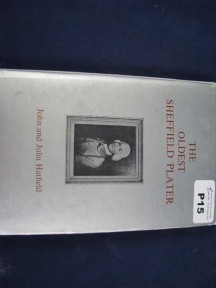 THE
OLDEST
SHEFFIELD PLATER
John and Julia Hatfield
P15